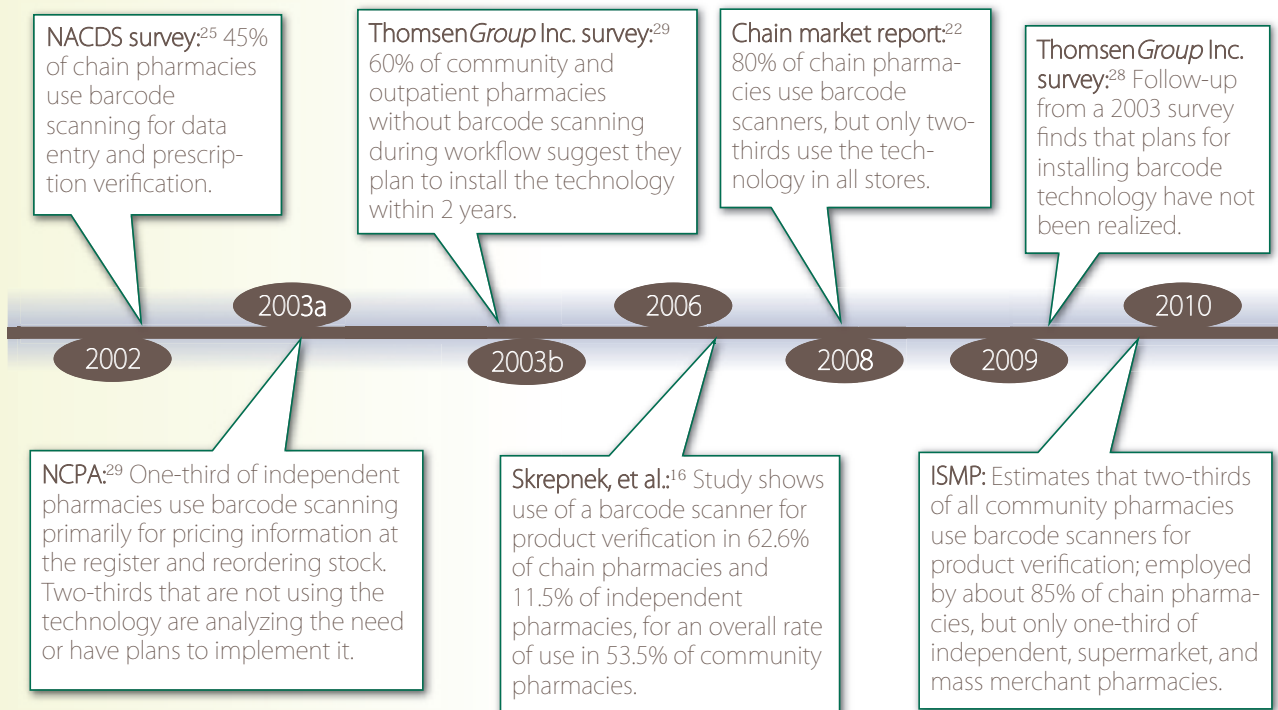 NACDS survey:25 45%
of chain pharmacies
use barcode
scanning for data
entry and prescrip-
tion verification.
ThomsenGroup Inc. survey:29
60% of community and
outpatient pharmacies
without barcode scanning
during workflow suggest they
plan to install the technology
within 2 years.
Chain market report:22
80% of chain pharma-
cies use barcode
scanners, but only two-
thirds use the tech-
nology in all stores.
ThomsenGroup Inc.
survey:28 Follow-up
from a 2003 survey
finds that plans for
installing barcode
technology have not
been realized.
2003a
2006
2010
2002
2003b
2008
2009
NCPA:29 One-third of independent
pharmacies use barcode scanning
primarily for pricing information at
the register and reordering stock.
Two-thirds that are not using the
technology are analyzing the need
or have plans to implement it.
Skrepnek, et al.:16 Study shows
use of a barcode scanner for
product verification in 62.6%
of chain pharmacies and
11.5% of independent
pharmacies, for an overall rate
of use in 53.5% of community
pharmacies.
ISMP: Estimates that two-thirds
of all community pharmacies
use barcode scanners for
product verification; employed
by about 85% of chain pharma-
cies, but only one-third of
independent, supermarket, and
mass merchant pharmacies.